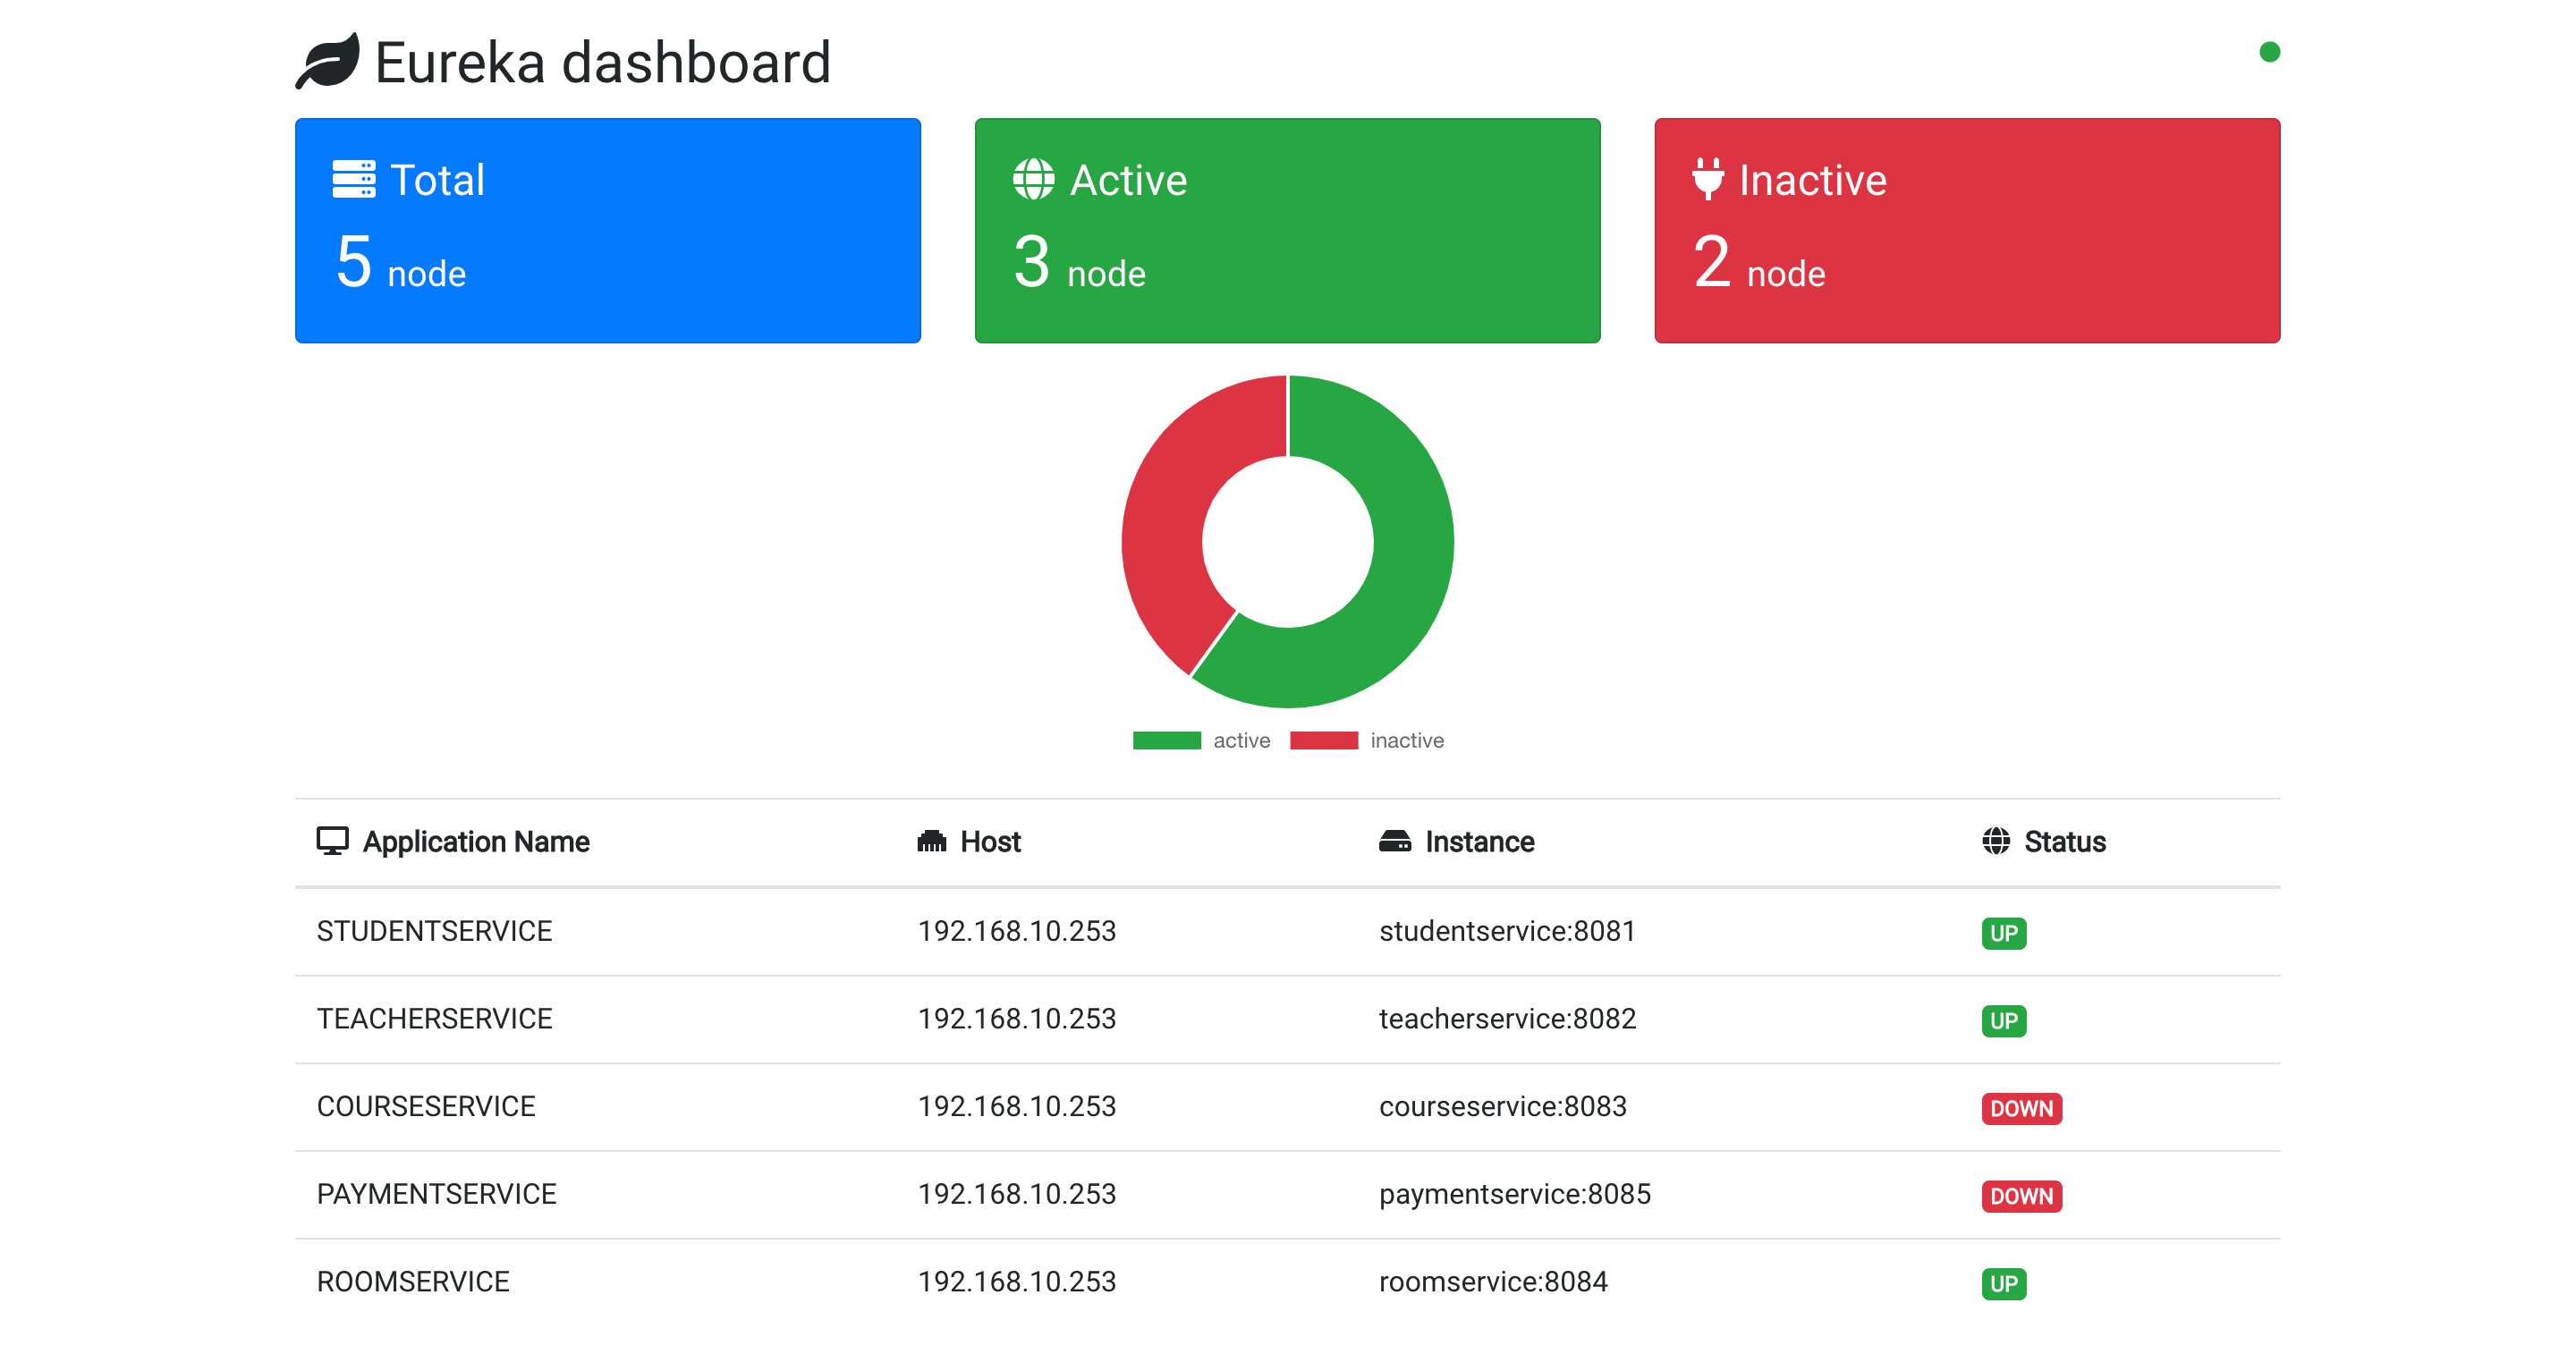 Eureka dashboard
Total
5 node
Active
3 node
Inactive
2 node
active inactive
Application Name Host Instance Status
STUDENTSERVICE 192.168.10.253 studentservice:8081 UP
TEACHERSERVICE 192.168.10.253 teacherservice:8082 UP
COURSESERVICE 192.168.10.253 courseservice:8083 DOWN
PAYMENTSERVICE 192.168.10.253 paymentservice:8085 DOWN
ROOMSERVICE 192.168.10.253 roomservice:8084 UP